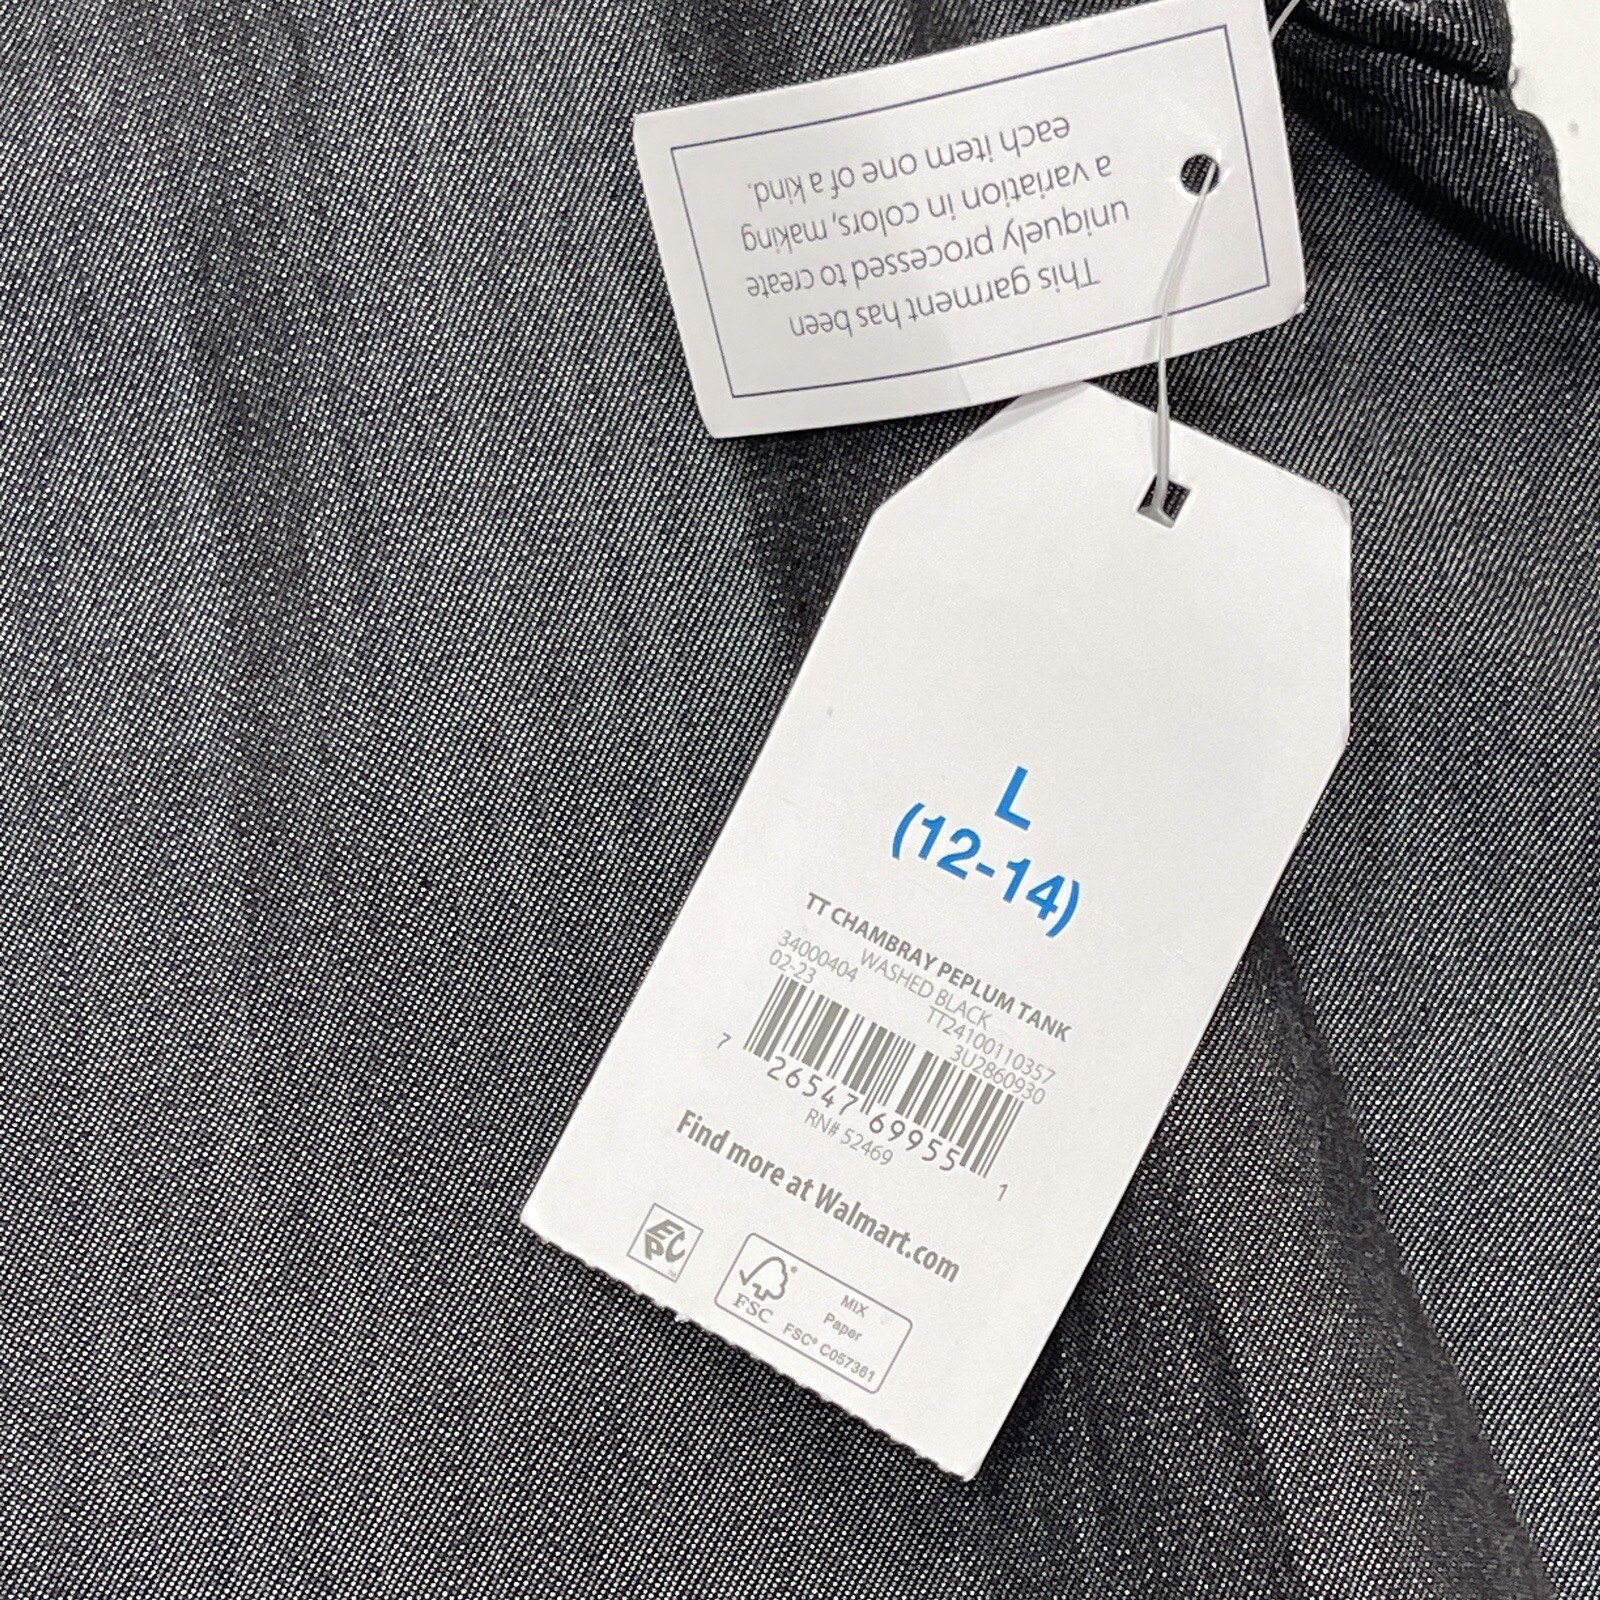 This garment has been
uniquely processed to create
a variation in colors, making
each item one of a kind.
L
(12-14)
TT CHAMBRAY PEPLUM TANK
WASHED BLACK
34000404 TT24100110357
02-23 3U2860930
7 26547 69955 1
RN# 52469
Find more at Walmart.com
EPC
FSC
MIX
Paper
FSC® C057361